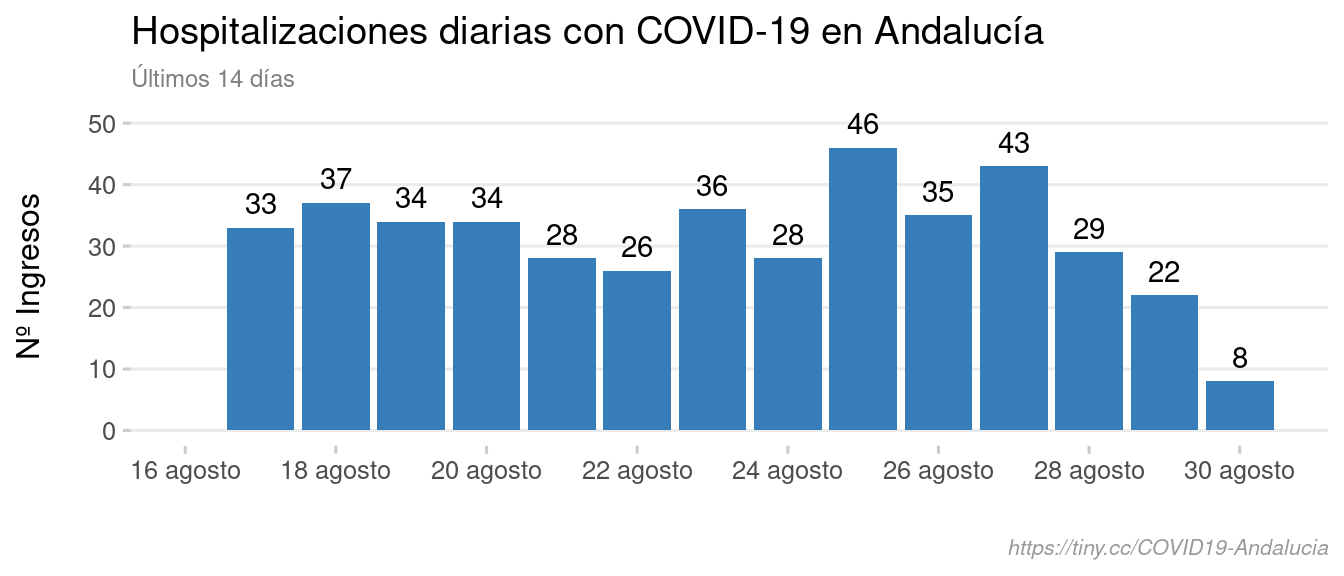 Hospitalizaciones diarias con COVID-19 en Andalucía
Últimos 14 días
Nº Ingresos
50
40
30
20
10
0
33
37
34
34
28
26
36
28
46
35
43
29
22
8
16 agosto
18 agosto
20 agosto
22 agosto
24 agosto
26 agosto
28 agosto
30 agosto
https://tiny.cc/COVID19-Andalucia